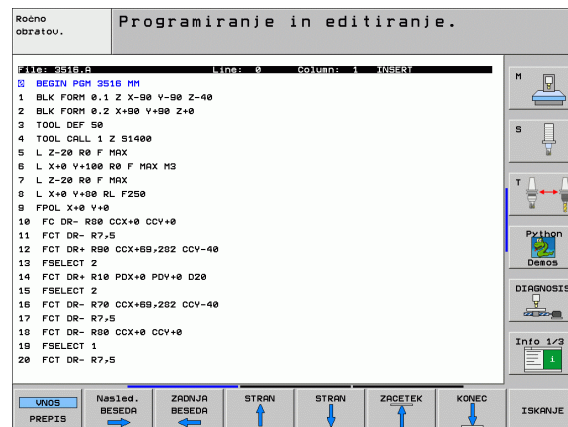 Ročno
obratov.
Programiranje in editiranje.
File: 3516.A Line: 0 Column: 1 INSERT
0 BEGIN PGM 3516 MM
1 BLK FORM 0.1 Z X-90 Y-90 Z-40
2 BLK FORM 0.2 X+90 Y+90 Z+0
3 TOOL DEF 50
4 TOOL CALL 1 Z S1400
5 L Z-20 R0 F MAX
6 L X+0 Y+100 R0 F MAX M3
7 L Z-20 R0 F MAX
8 L X+0 Y+80 RL F250
9 FPOL X+0 Y+0
10 FC DR- R80 CCX+0 CCY+0
11 FCT DR- R7,5
12 FCT DR+ R90 CCX+69,282 CCY-40
13 FSELECT 2
14 FCT DR+ R10 PDX+0 PDY+0 D20
15 FSELECT 2
16 FCT DR- R70 CCX+69,282 CCY-40
17 FCT DR- R7,5
18 FCT DR- R80 CCX+0 CCY+0
19 FSELECT 1
20 FCT DR- R7,5
M
S
T
Python
Demos
DIAGNOSIS
Info 1/3
i
VNOS
PREPIS
Nasled.
BESEDA
ZADNJA
BESEDA
STRAN
STRAN
ZACETEK
KONEC
ISKANJE